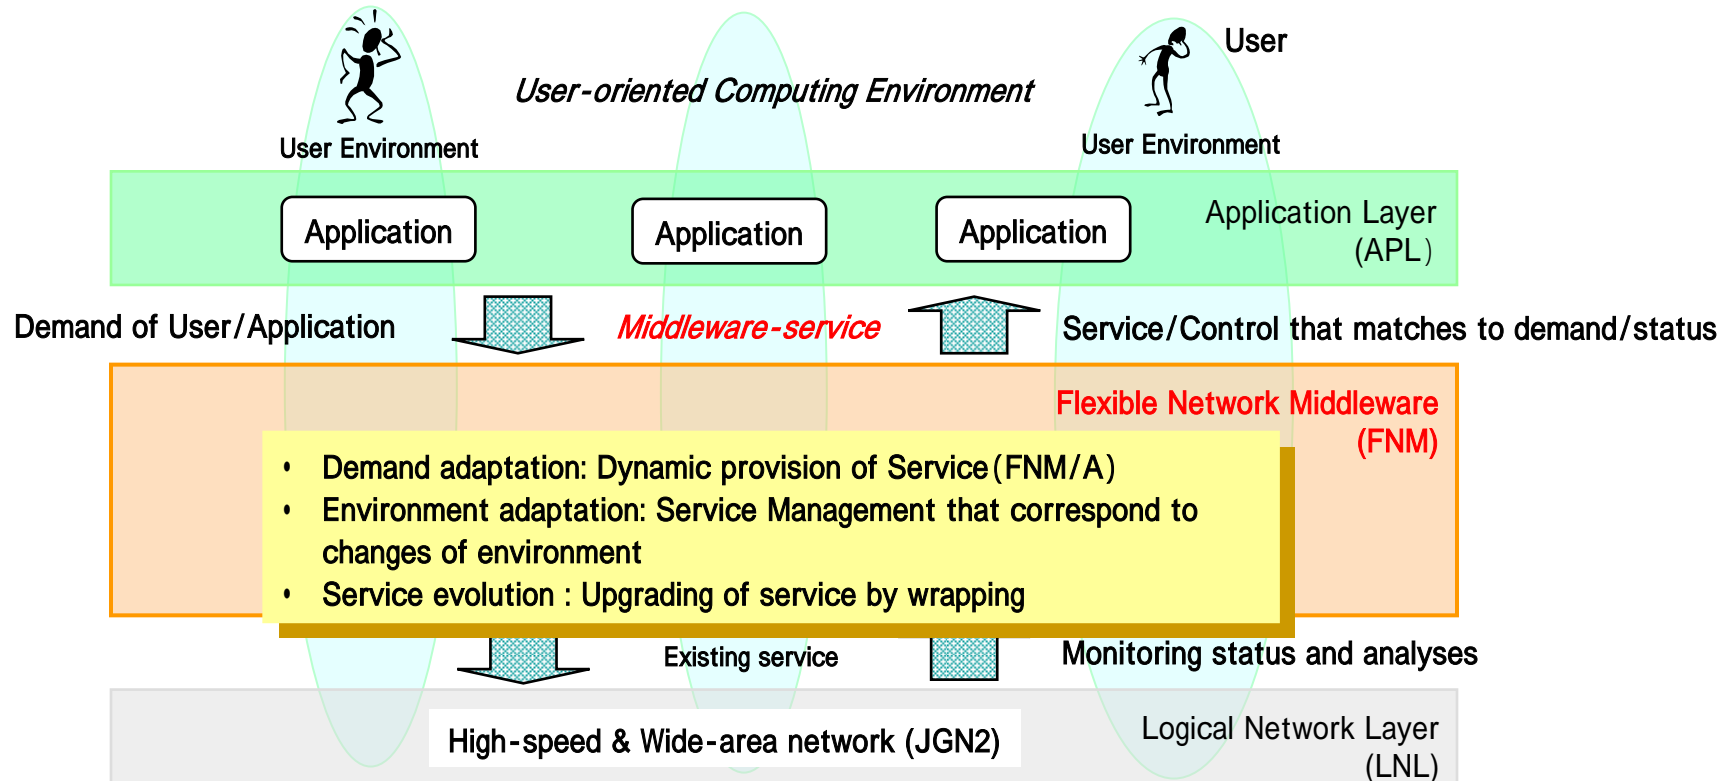 User
User-oriented Computing Environment
User Environment
User Environment
Application
Application
Application
Application Layer
(APL)
Demand of User/Application
Middleware-service
Service/Control that matches to demand/status
Flexible Network Middleware
(FNM)
• Demand adaptation: Dynamic provision of Service(FNM/A)
• Environment adaptation: Service Management that correspond to
changes of environment
• Service evolution : Upgrading of service by wrapping
Existing service
Monitoring status and analyses
High-speed & Wide-area network (JGN2)
Logical Network Layer
(LNL)